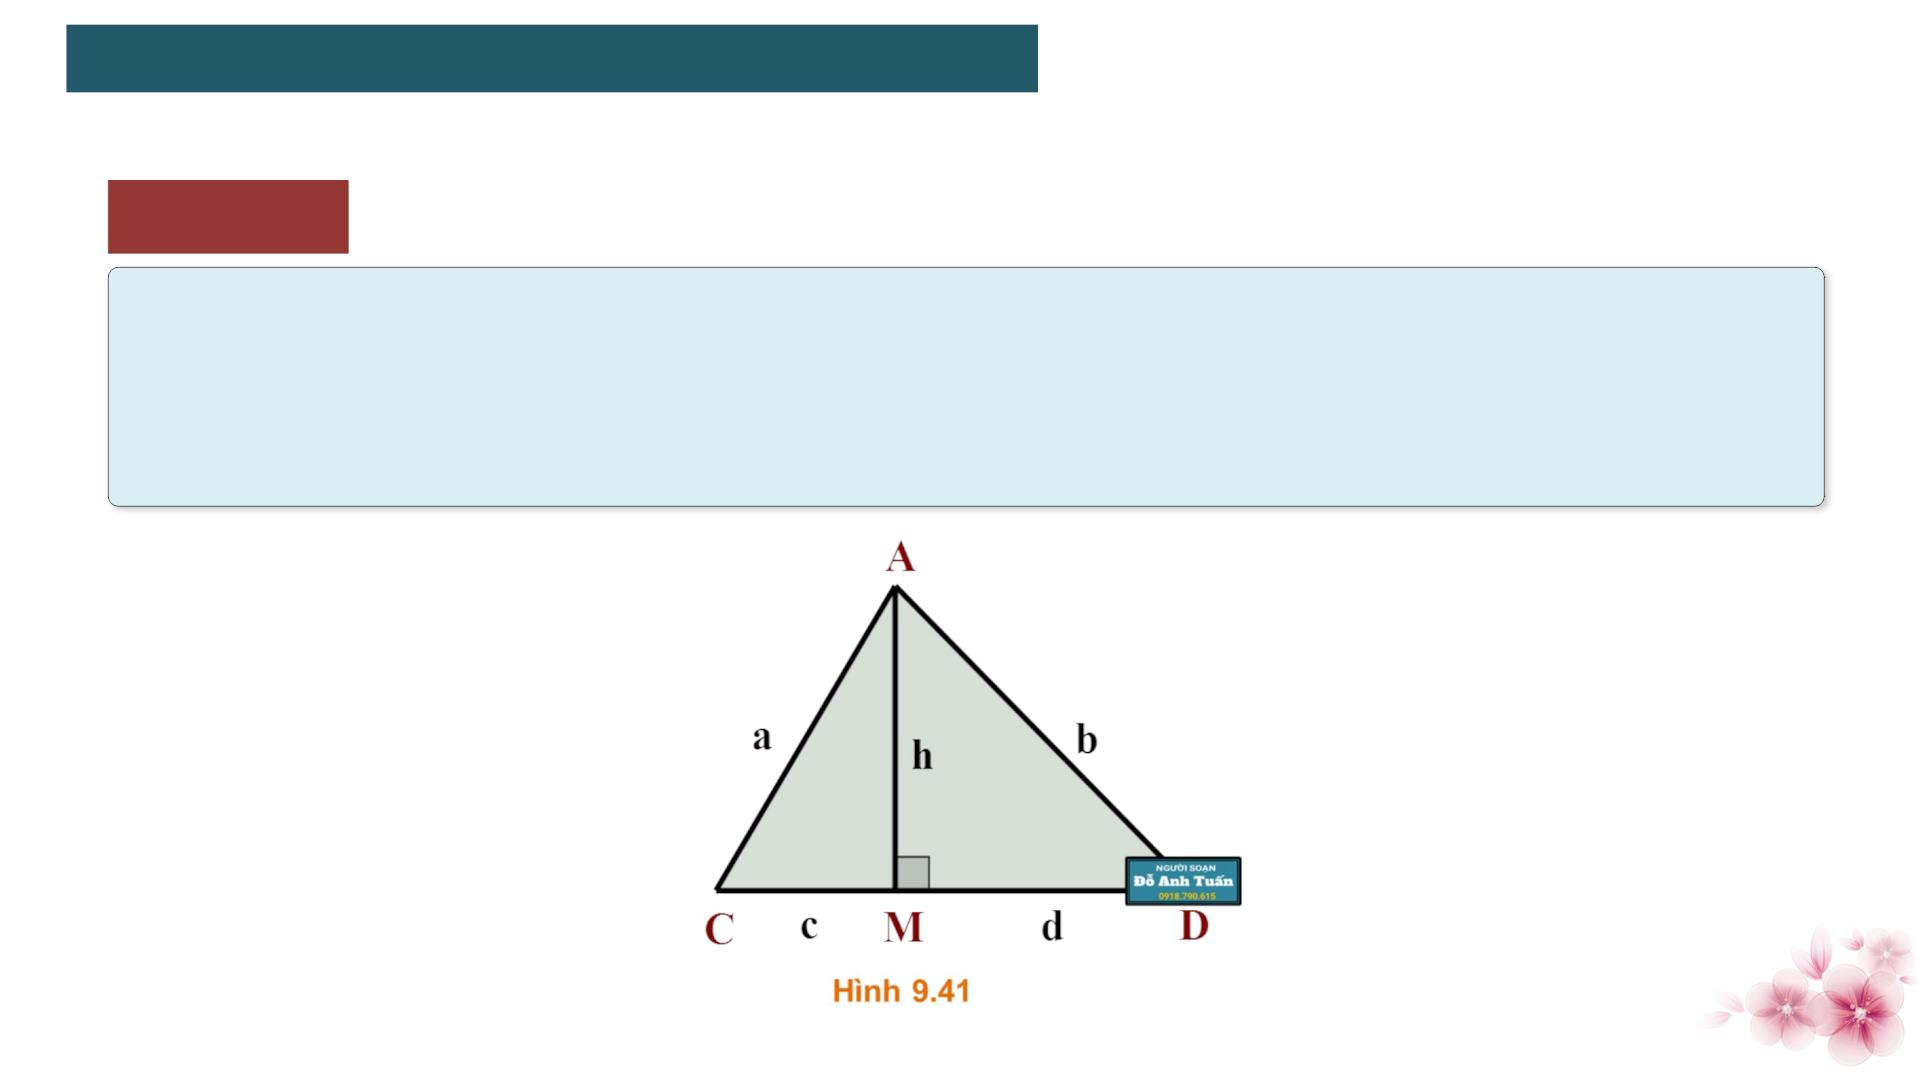 A
a
h
b
NGƯỜI SOẠN
Đỗ Anh Tuấn
0918.790.615
C
c
M
d
D
Hình 9.41